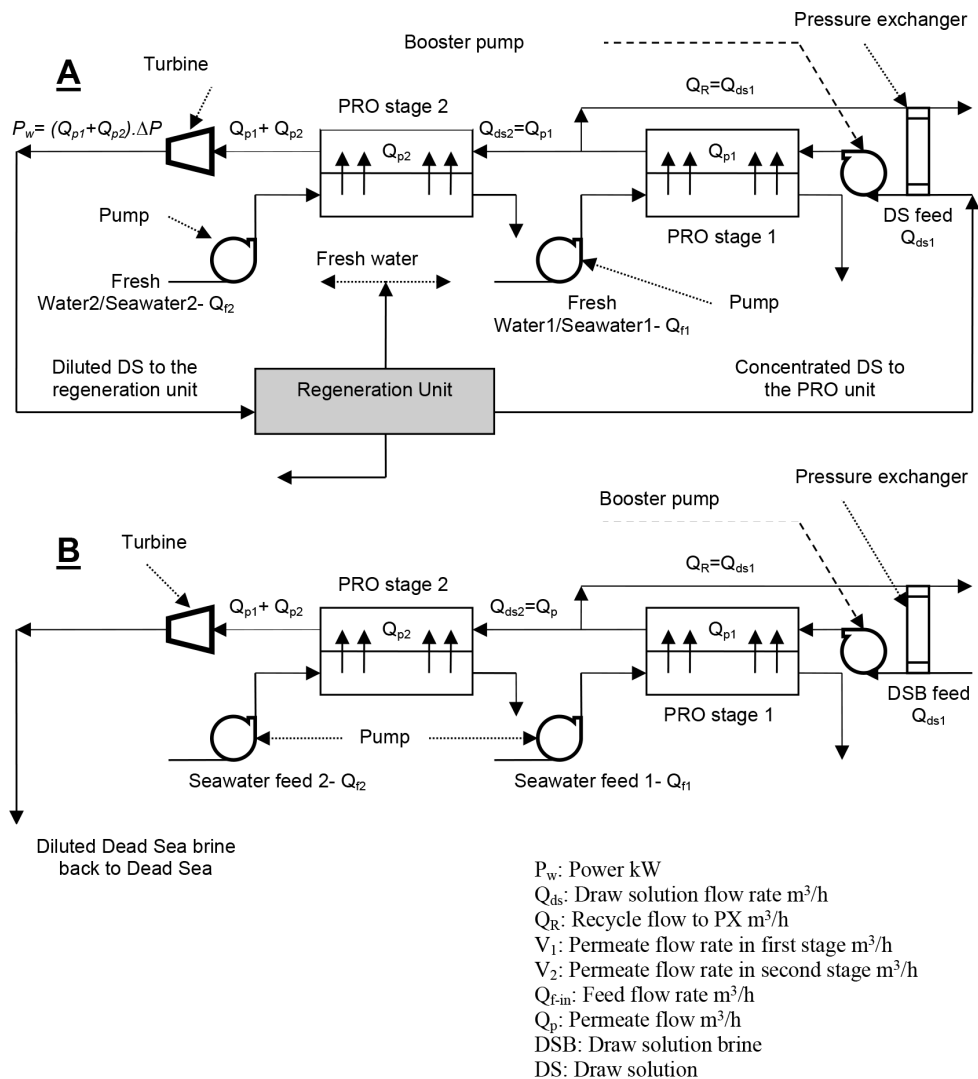 Pressure exchanger
Booster pump
Turbine
A
Q_R=Q_ds1
PRO stage 2
P_w= (Q_p1+Q_p2).ΔP
Q_p1+ Q_p2
Q_ds2=Q_p1
Q_p2
Q_p1
Pump
DS feed
Q_ds1
PRO stage 1
Fresh water
Fresh
Water2/Seawater2- Q_f2
Fresh
Water1/Seawater1- Q_f1
Pump
Diluted DS to the
regeneration unit
Concentrated DS to
the PRO unit
Regeneration Unit
Pressure exchanger
Booster pump
Turbine
B
Q_R=Q_ds1
PRO stage 2
Q_p1+ Q_p2
Q_ds2=Q_p
Q_p2
Q_p1
DSB feed
Q_ds1
PRO stage 1
Pump
Seawater feed 2- Q_f2
Seawater feed 1- Q_f1
Diluted Dead Sea brine
back to Dead Sea
P_w: Power kW
Q_ds: Draw solution flow rate m³/h
Q_R: Recycle flow to PX m³/h
V₁: Permeate flow rate in first stage m³/h
V₂: Permeate flow rate in second stage m³/h
Q_f-in: Feed flow rate m³/h
Q_p: Permeate flow m³/h
DSB: Draw solution brine
DS: Draw solution